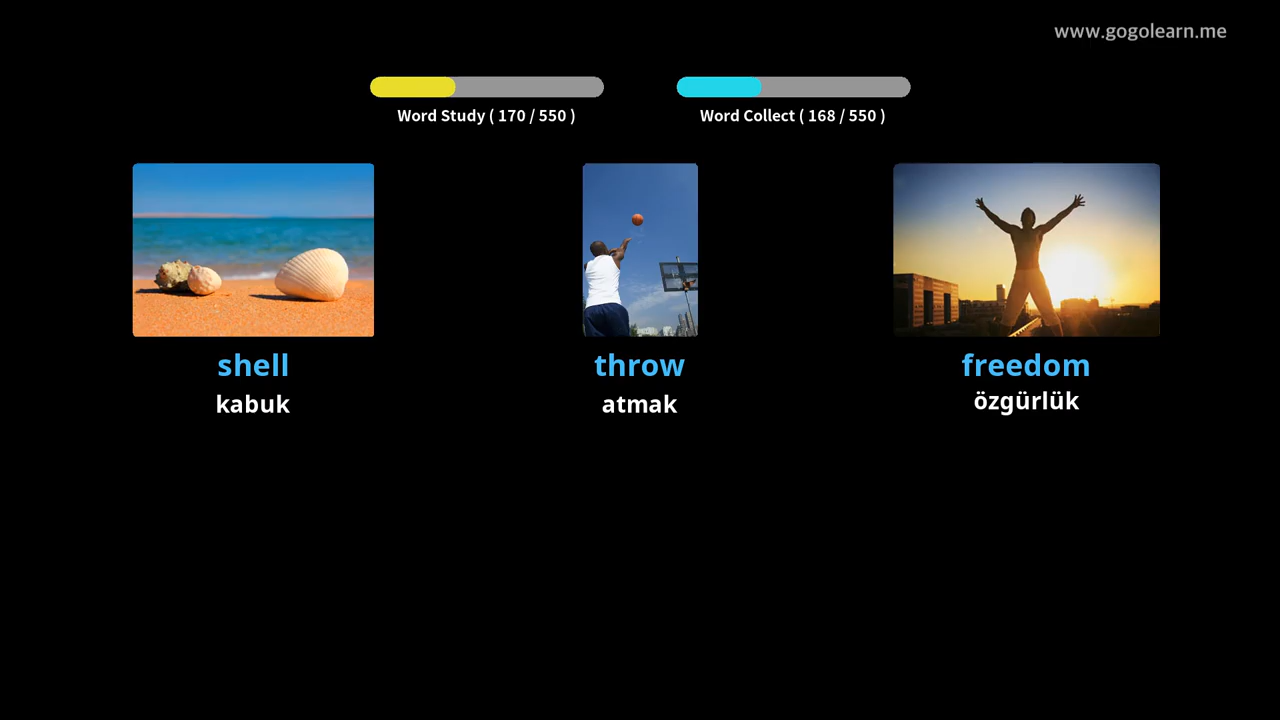 www.gogolearn.me
Word Study ( 170 / 550 )
Word Collect ( 168 / 550 )
shell
throw
freedom
kabuk
atmak
özgürlük